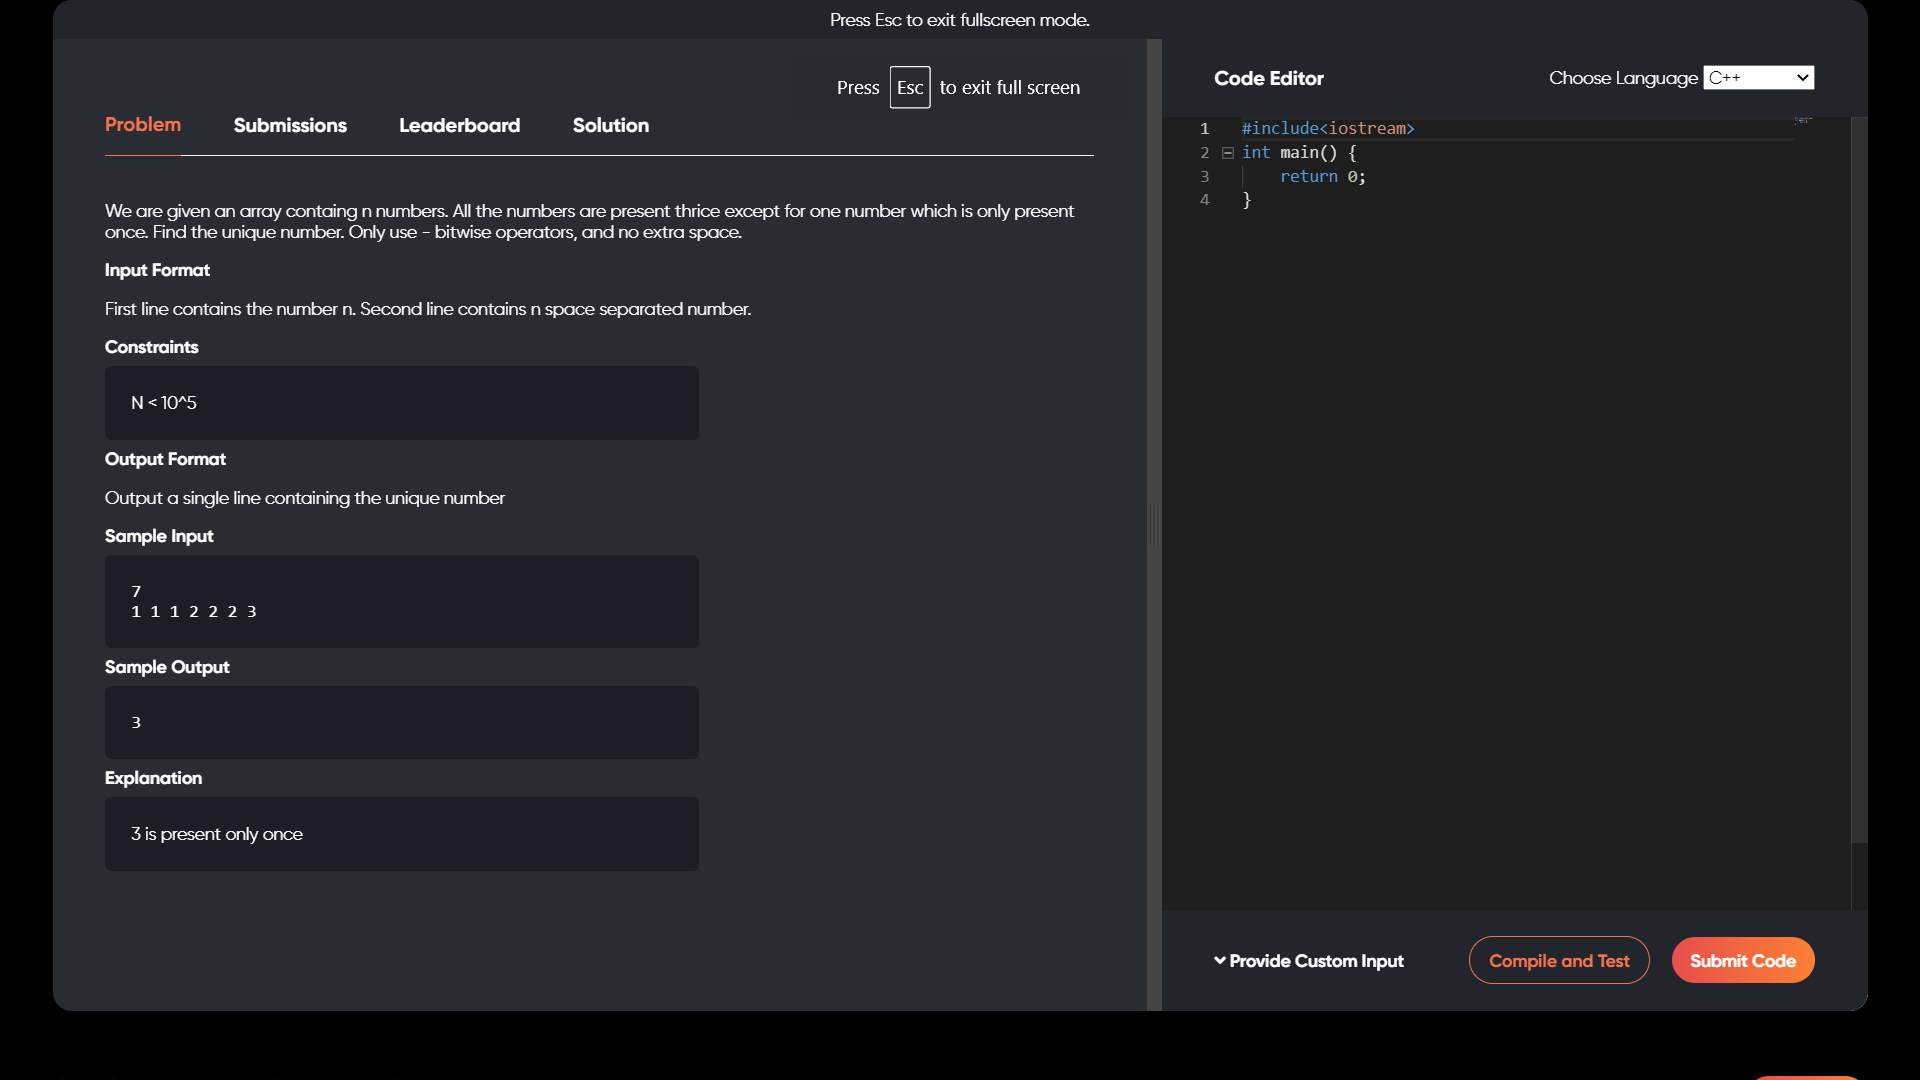 Press Esc to exit fullscreen mode.
Press Esc to exit full screen
Problem Submissions Leaderboard Solution
We are given an array containg n numbers. All the numbers are present thrice except for one number which is only present
once. Find the unique number. Only use - bitwise operators, and no extra space.
Input Format
First line contains the number n. Second line contains n space separated number.
Constraints
N < 10^5
Output Format
Output a single line containing the unique number
Sample Input
7
1 1 1 2 2 2 3
Sample Output
3
Explanation
3 is present only once
Code Editor
Choose Language C++
1 #include<iostream>
2 int main() {
3 return 0;
4 }
Provide Custom Input
Compile and Test
Submit Code